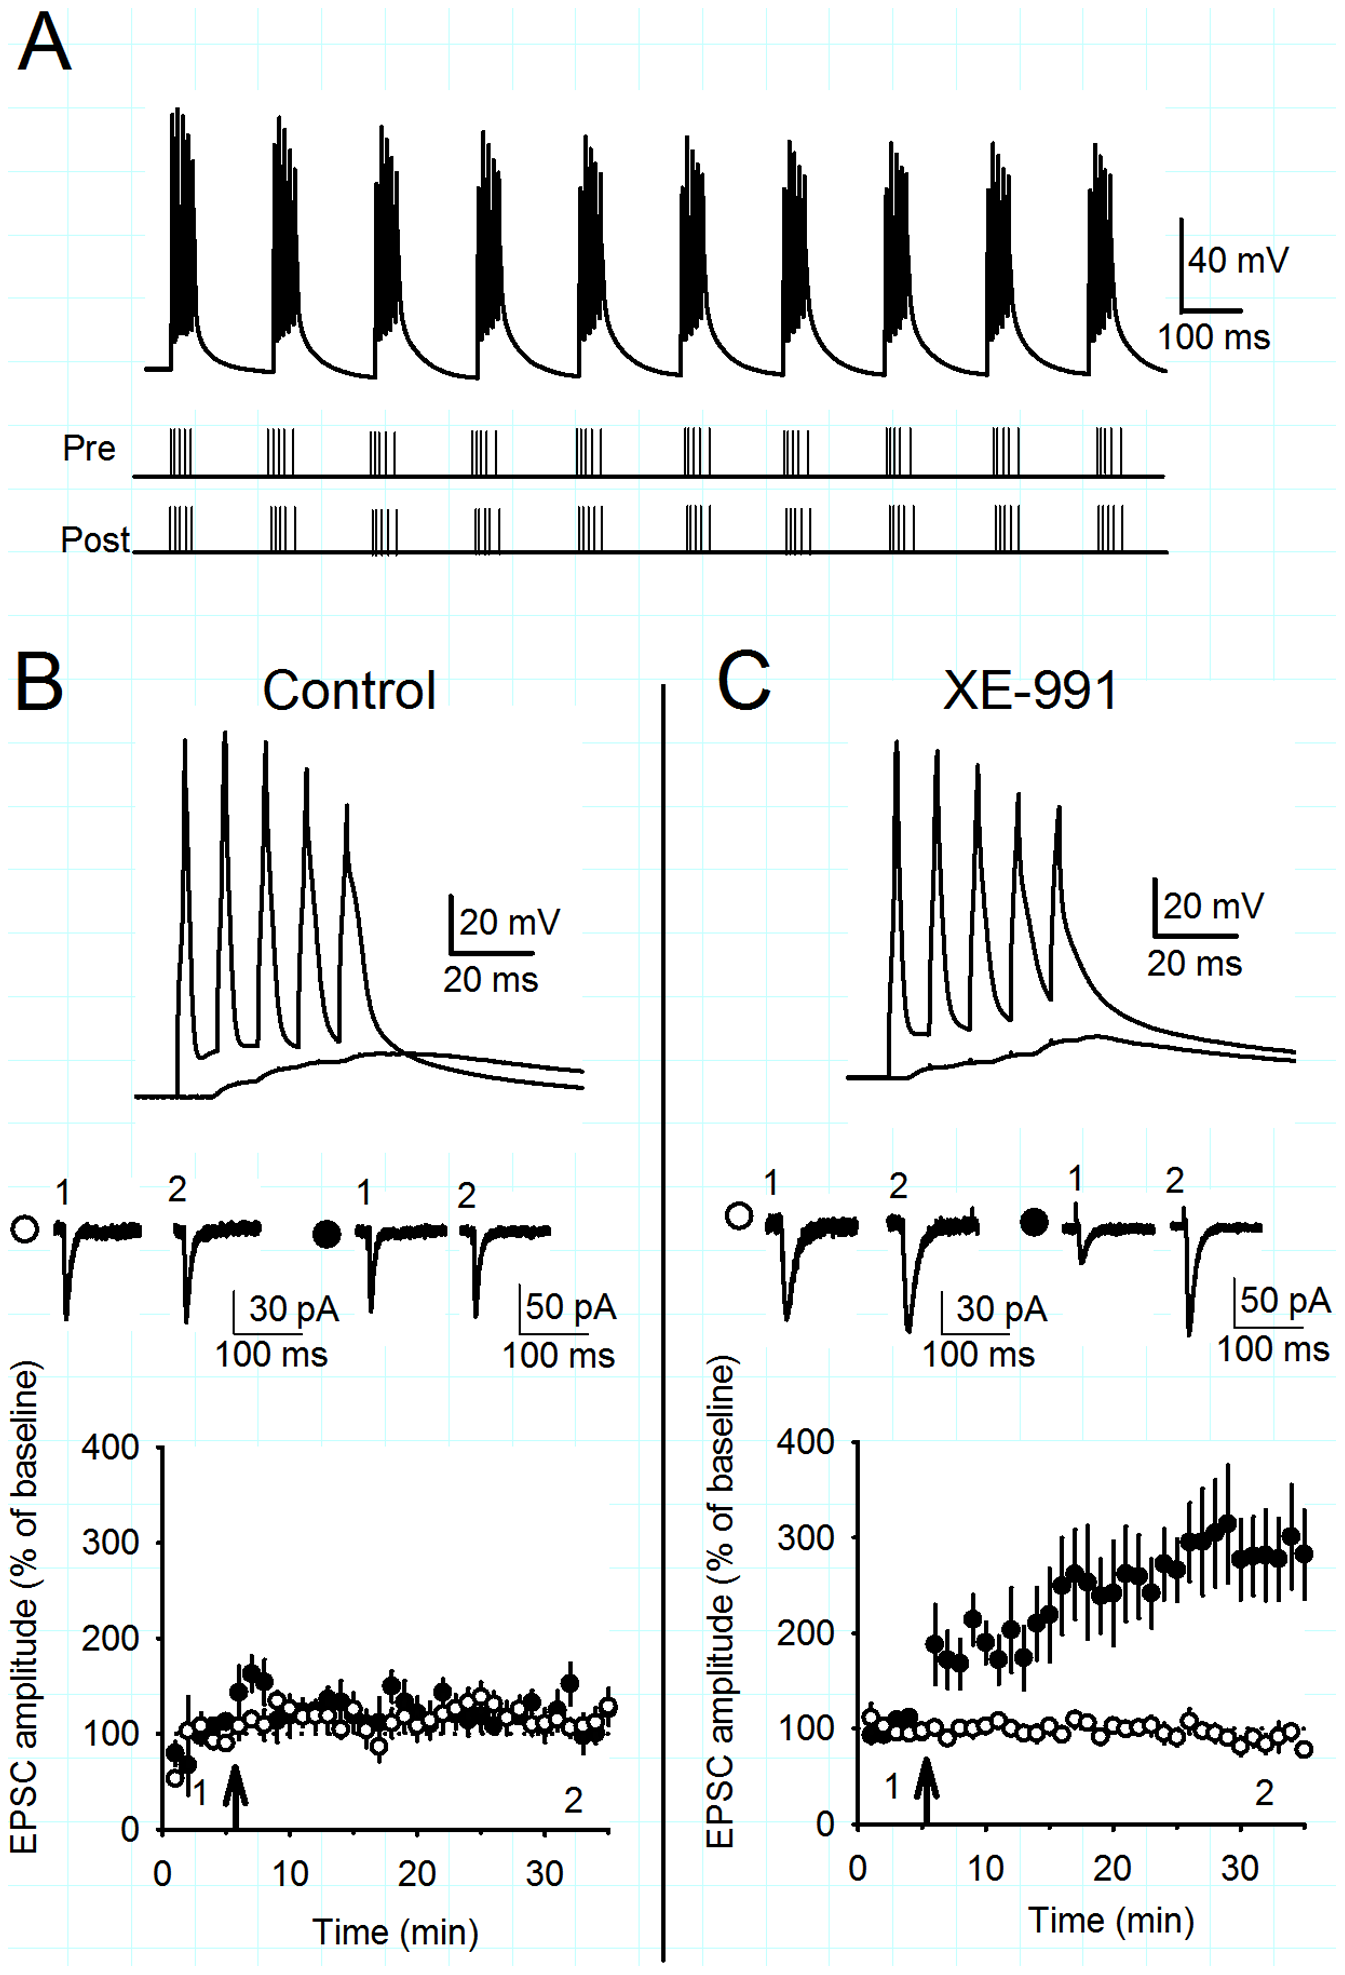 A
40 mV
100 ms
Pre
Post
B
Control
20 mV
20 ms
1
2
1
2
30 pA
100 ms
50 pA
100 ms
EPSC amplitude (% of baseline)
400
300
200
100
0
1
2
0
10
20
30
Time (min)
C
XE-991
20 mV
20 ms
1
2
1
2
30 pA
100 ms
50 pA
100 ms
EPSC amplitude (% of baseline)
400
300
200
100
0
1
2
0
10
20
30
Time (min)